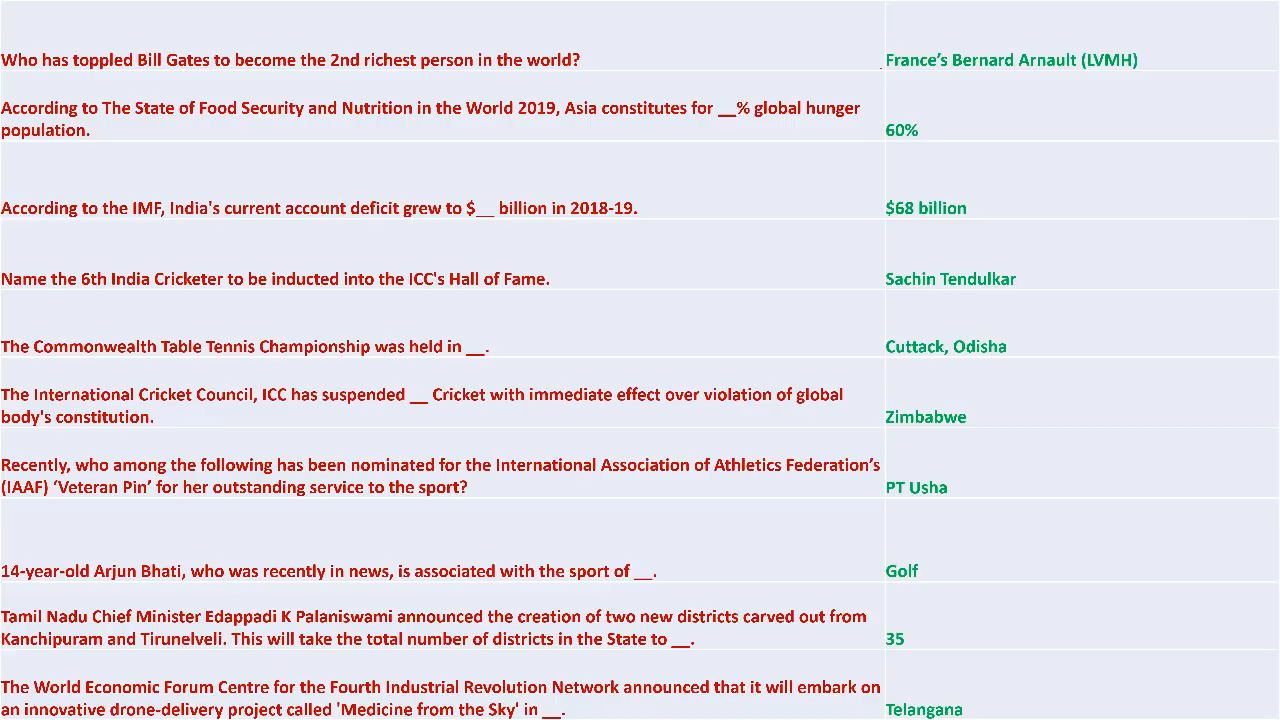 Who has toppled Bill Gates to become the 2nd richest person in the world?
France’s Bernard Arnault (LVMH)
According to The State of Food Security and Nutrition in the World 2019, Asia constitutes for __% global hunger
population.
60%
According to the IMF, India's current account deficit grew to $__ billion in 2018-19.
$68 billion
Name the 6th India Cricketer to be inducted into the ICC's Hall of Fame.
Sachin Tendulkar
The Commonwealth Table Tennis Championship was held in __.
Cuttack, Odisha
The International Cricket Council, ICC has suspended __ Cricket with immediate effect over violation of global
body's constitution.
Zimbabwe
Recently, who among the following has been nominated for the International Association of Athletics Federation’s
(IAAF) ‘Veteran Pin’ for her outstanding service to the sport?
PT Usha
14-year-old Arjun Bhati, who was recently in news, is associated with the sport of __.
Golf
Tamil Nadu Chief Minister Edappadi K Palaniswami announced the creation of two new districts carved out from
Kanchipuram and Tirunelveli. This will take the total number of districts in the State to __.
35
The World Economic Forum Centre for the Fourth Industrial Revolution Network announced that it will embark on
an innovative drone-delivery project called 'Medicine from the Sky' in __.
Telangana